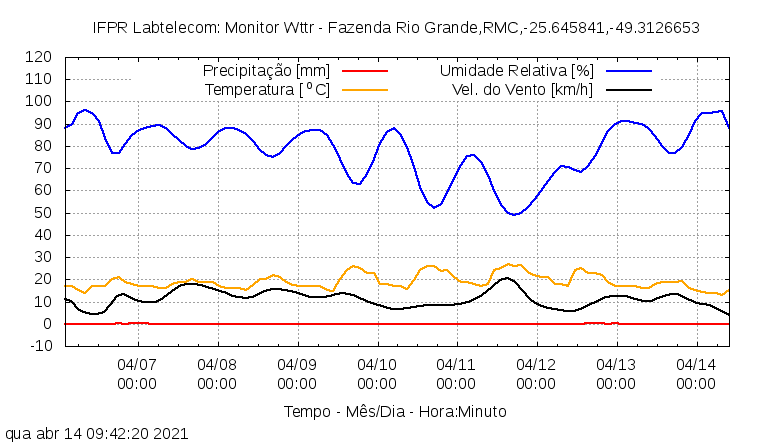 IFPR Labtelecom: Monitor Wttr - Fazenda Rio Grande,RMC,-25.645841,-49.3126653
Precipitação [mm]
Temperatura [⁰C]
Umidade Relativa [%]
Vel. do Vento [km/h]
120
110
100
90
80
70
60
50
40
30
20
10
0
-10
04/07 04/08 04/09 04/10 04/11 04/12 04/13 04/14
00:00 00:00 00:00 00:00 00:00 00:00 00:00 00:00
Tempo - Mês/Dia - Hora:Minuto
qua abr 14 09:42:20 2021